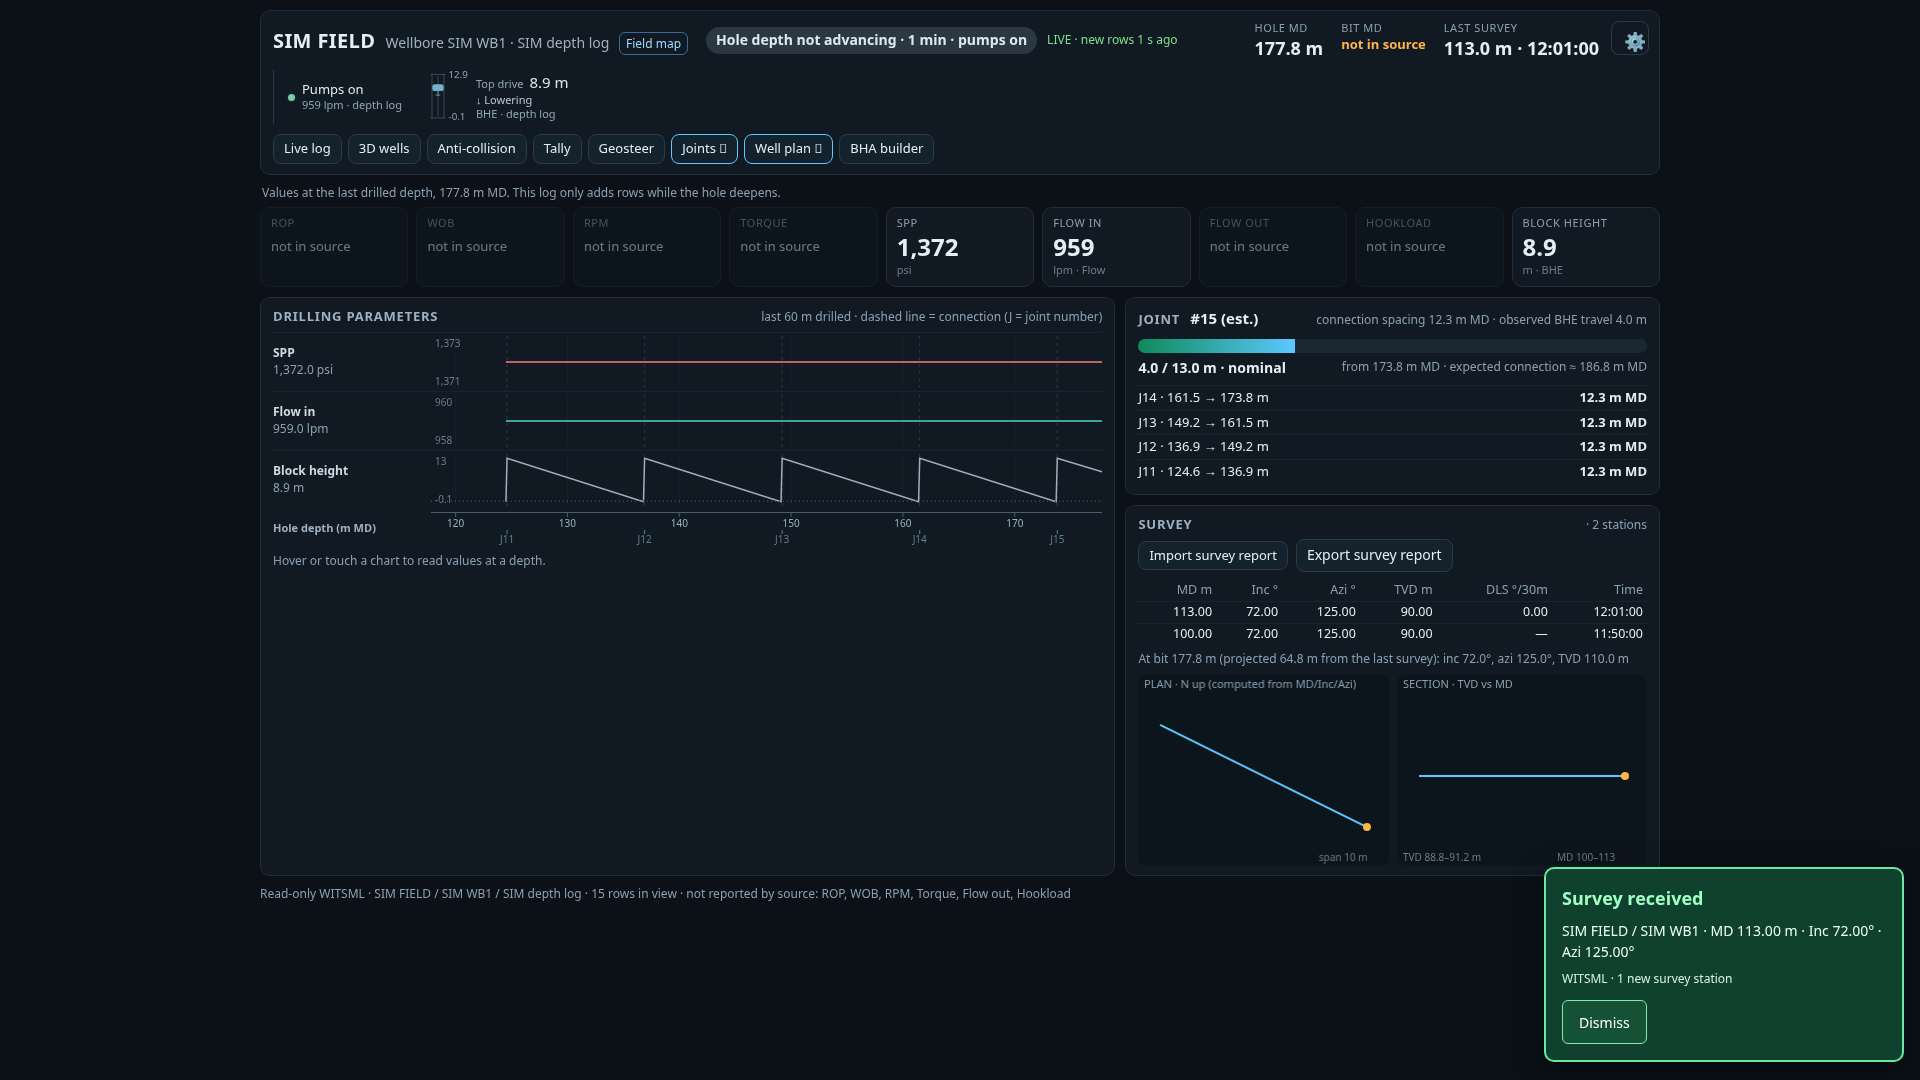 SIM FIELD Wellbore SIM WB1 · SIM depth log Field map Hole depth not advancing · 1 min · pumps on LIVE · new rows 1 s ago
HOLE MD
177.8 m
BIT MD
not in source
LAST SURVEY
113.0 m · 12:01:00
Pumps on
959 lpm · depth log
12.9
-0.1
Top drive 8.9 m
↓ Lowering
BHE · depth log
Live log 3D wells Anti-collision Tally Geosteer Joints Well plan BHA builder
Values at the last drilled depth, 177.8 m MD. This log only adds rows while the hole deepens.
ROP
not in source
WOB
not in source
RPM
not in source
TORQUE
not in source
SPP
1,372
psi
FLOW IN
959
lpm · Flow
FLOW OUT
not in source
HOOKLOAD
not in source
BLOCK HEIGHT
8.9
m · BHE
DRILLING PARAMETERS last 60 m drilled · dashed line = connection (J = joint number)
SPP
1,372.0 psi
1,373
1,371
Flow in
959.0 lpm
960
958
Block height
8.9 m
13
-0.1
Hole depth (m MD)
120 130 140 150 160 170
J11 J12 J13 J14 J15
Hover or touch a chart to read values at a depth.
JOINT #15 (est.) connection spacing 12.3 m MD · observed BHE travel 4.0 m
4.0 / 13.0 m · nominal from 173.8 m MD · expected connection ≈ 186.8 m MD
J14 · 161.5 → 173.8 m 12.3 m MD
J13 · 149.2 → 161.5 m 12.3 m MD
J12 · 136.9 → 149.2 m 12.3 m MD
J11 · 124.6 → 136.9 m 12.3 m MD
SURVEY · 2 stations
Import survey report Export survey report
MD m Inc ° Azi ° TVD m DLS °/30m Time
113.00 72.00 125.00 90.00 0.00 12:01:00
100.00 72.00 125.00 90.00 — 11:50:00
At bit 177.8 m (projected 64.8 m from the last survey): inc 72.0°, azi 125.0°, TVD 110.0 m
PLAN · N up (computed from MD/Inc/Azi)
span 10 m
SECTION · TVD vs MD
TVD 88.8–91.2 m MD 100–113
Read-only WITSML · SIM FIELD / SIM WB1 / SIM depth log · 15 rows in view · not reported by source: ROP, WOB, RPM, Torque, Flow out, Hookload
Survey received
SIM FIELD / SIM WB1 · MD 113.00 m · Inc 72.00° ·
Azi 125.00°
WITSML · 1 new survey station
Dismiss